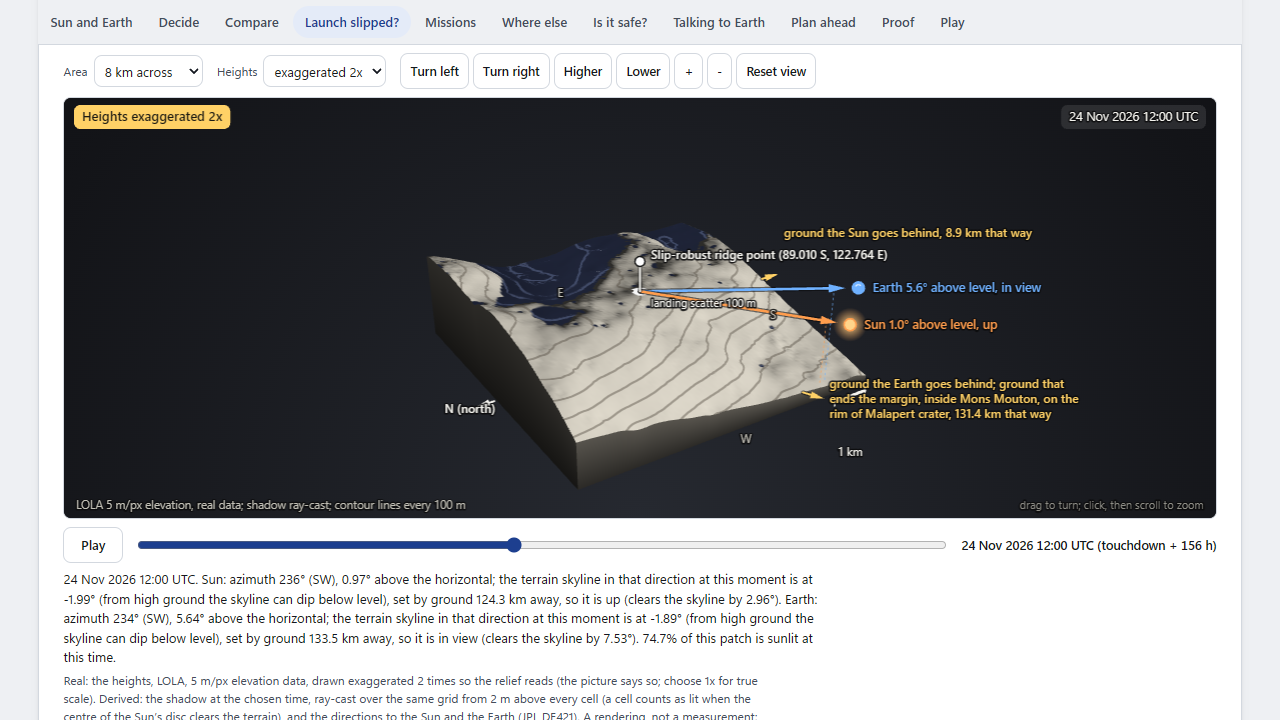 Sun and Earth
Decide
Compare
Launch slipped?
Missions
Where else
Is it safe?
Talking to Earth
Plan ahead
Proof
Play
Area
8 km across
Heights
exaggerated 2x
Turn left
Turn right
Higher
Lower
+
-
Reset view
Heights exaggerated 2x
24 Nov 2026 12:00 UTC
ground the Sun goes behind, 8.9 km that way
Slip-robust ridge point (89.010 S, 122.764 E)
Earth 5.6° above level, in view
E
landing scatter 100 m
S
Sun 1.0° above level, up
ground the Earth goes behind; ground that
ends the margin, inside Mons Mouton, on the
rim of Malapert crater, 131.4 km that way
N (north)
W
1 km
LOLA 5 m/px elevation, real data; shadow ray-cast; contour lines every 100 m
drag to turn; click, then scroll to zoom
Play
24 Nov 2026 12:00 UTC (touchdown + 156 h)
24 Nov 2026 12:00 UTC. Sun: azimuth 236° (SW), 0.97° above the horizontal; the terrain skyline in that direction at this moment is at
-1.99° (from high ground the skyline can dip below level), set by ground 124.3 km away, so it is up (clears the skyline by 2.96°). Earth:
azimuth 234° (SW), 5.64° above the horizontal; the terrain skyline in that direction at this moment is at -1.89° (from high ground the
skyline can dip below level), set by ground 133.5 km away, so it is in view (clears the skyline by 7.53°). 74.7% of this patch is sunlit at
this time.
Real: the heights, LOLA, 5 m/px elevation data, drawn exaggerated 2 times so the relief reads (the picture says so; choose 1x for true
scale). Derived: the shadow at the chosen time, ray-cast over the same grid from 2 m above every cell (a cell counts as lit when the
centre of the Sun's disc clears the terrain), and the directions to the Sun and the Earth (JPL DE421). A rendering, not a measurement: